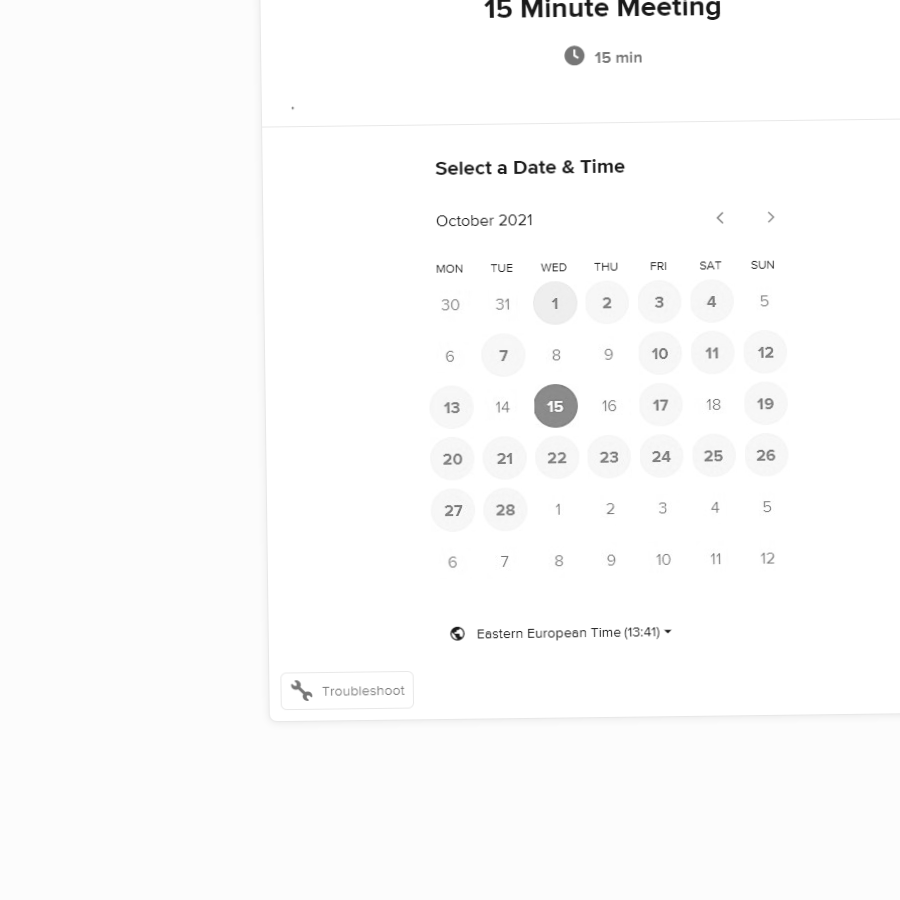 15 Minute Meeting
15 min
Select a Date & Time
October 2021
MON TUE WED THU FRI SAT SUN
30 31 1 2 3 4 5
6 7 8 9 10 11 12
13 14 15 16 17 18 19
20 21 22 23 24 25 26
27 28 1 2 3 4 5
6 7 8 9 10 11 12
Eastern European Time (13:41)
Troubleshoot